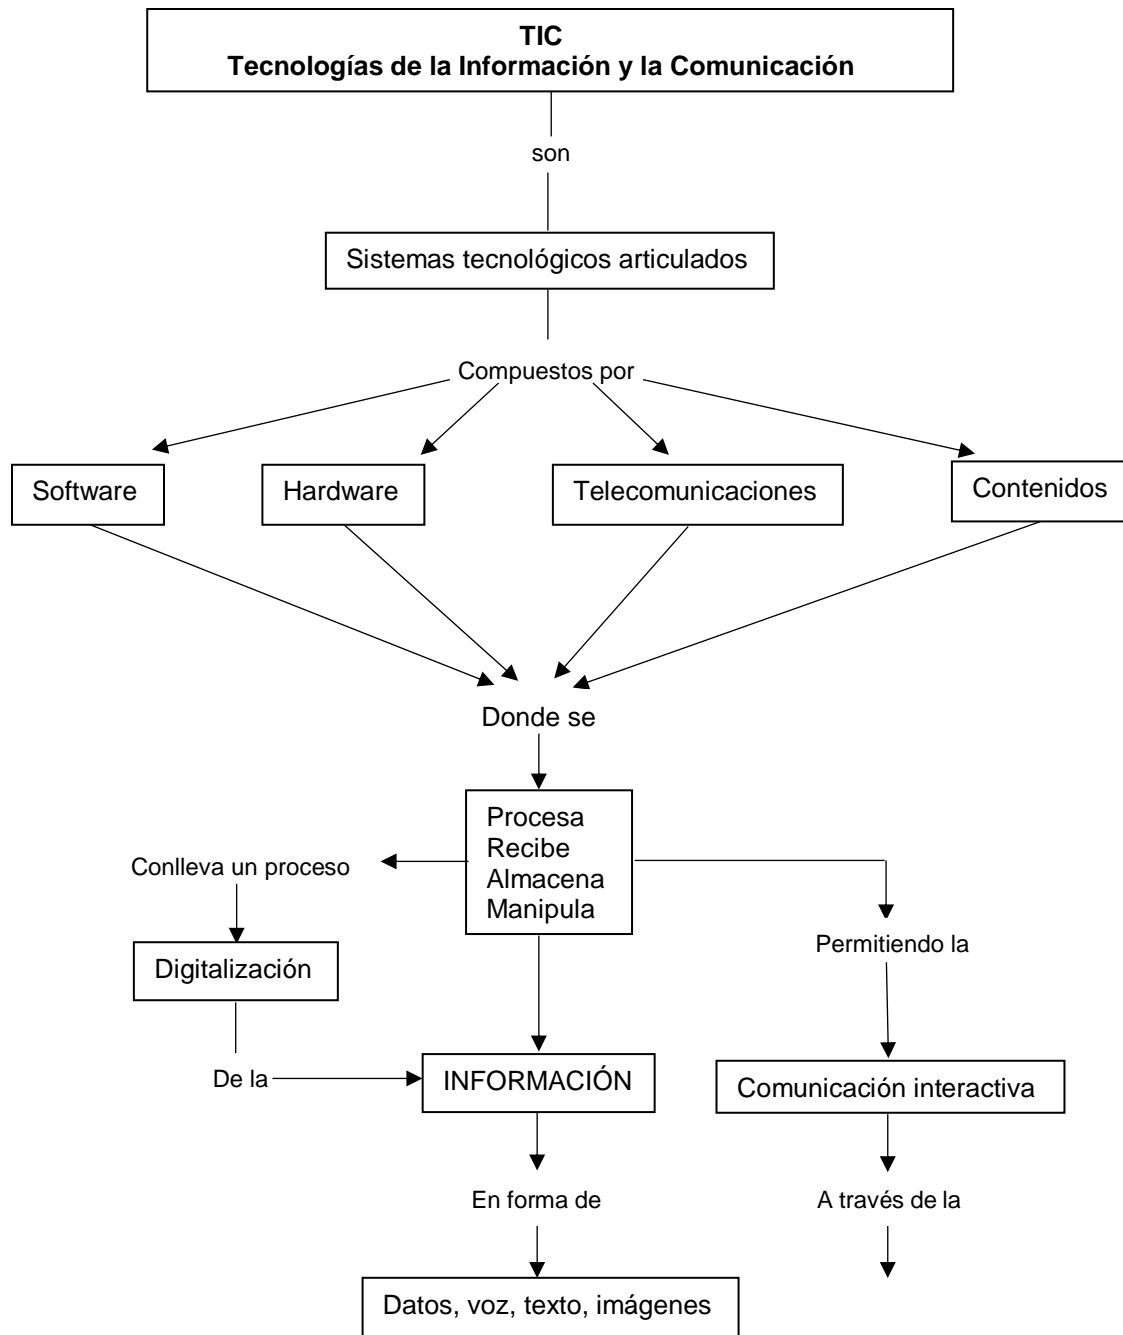 TIC
Tecnologías de la Información y la Comunicación
son
Sistemas tecnológicos articulados
Compuestos por
Software
Hardware
Telecomunicaciones
Contenidos
Donde se
Procesa
Recibe
Almacena
Manipula
Conlleva un proceso
Permitiendo la
Digitalización
De la
INFORMACIÓN
Comunicación interactiva
En forma de
A través de la
Datos, voz, texto, imágenes